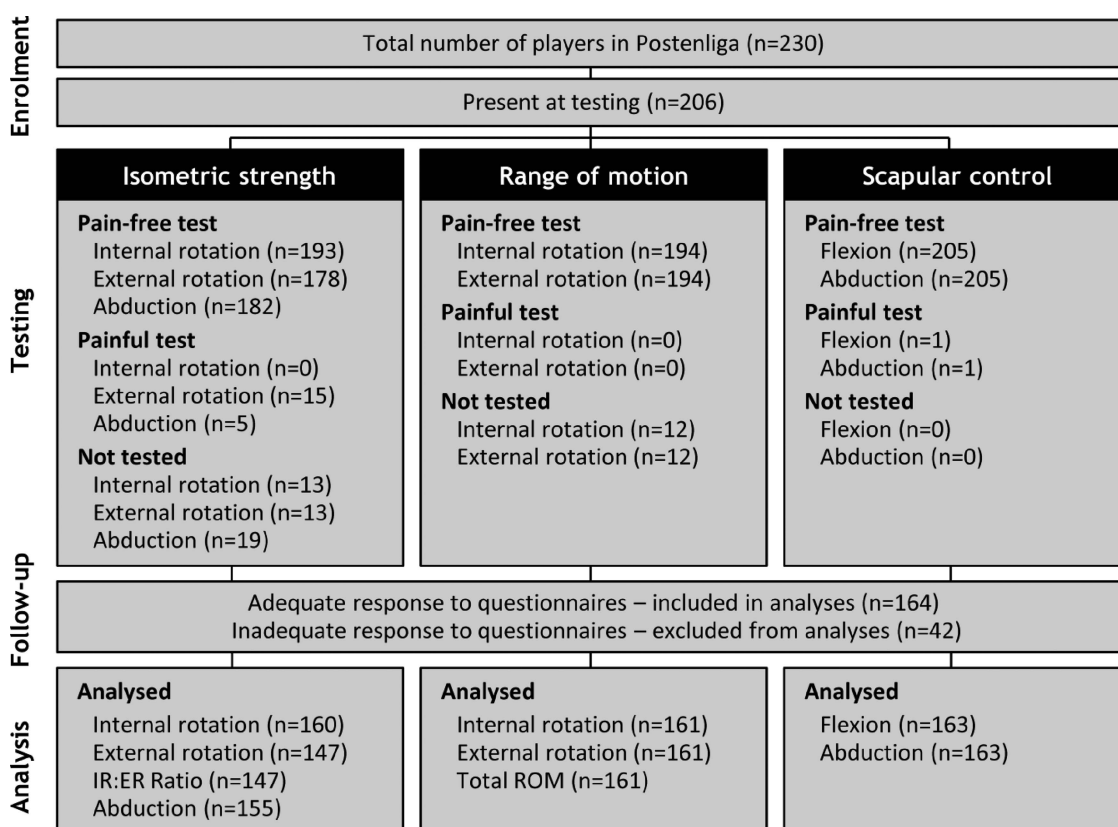 Enrolment
Total number of players in Postenliga (n=230)
Present at testing (n=206)
Testing
Isometric strength
Pain-free test
Internal rotation (n=193)
External rotation (n=178)
Abduction (n=182)
Painful test
Internal rotation (n=0)
External rotation (n=15)
Abduction (n=5)
Not tested
Internal rotation (n=13)
External rotation (n=13)
Abduction (n=19)
Range of motion
Pain-free test
Internal rotation (n=194)
External rotation (n=194)
Painful test
Internal rotation (n=0)
External rotation (n=0)
Not tested
Internal rotation (n=12)
External rotation (n=12)
Scapular control
Pain-free test
Flexion (n=205)
Abduction (n=205)
Painful test
Flexion (n=1)
Abduction (n=1)
Not tested
Flexion (n=0)
Abduction (n=0)
Follow-up
Adequate response to questionnaires – included in analyses (n=164)
Inadequate response to questionnaires – excluded from analyses (n=42)
Analysis
Analysed
Internal rotation (n=160)
External rotation (n=147)
IR:ER Ratio (n=147)
Abduction (n=155)
Analysed
Internal rotation (n=161)
External rotation (n=161)
Total ROM (n=161)
Analysed
Flexion (n=163)
Abduction (n=163)